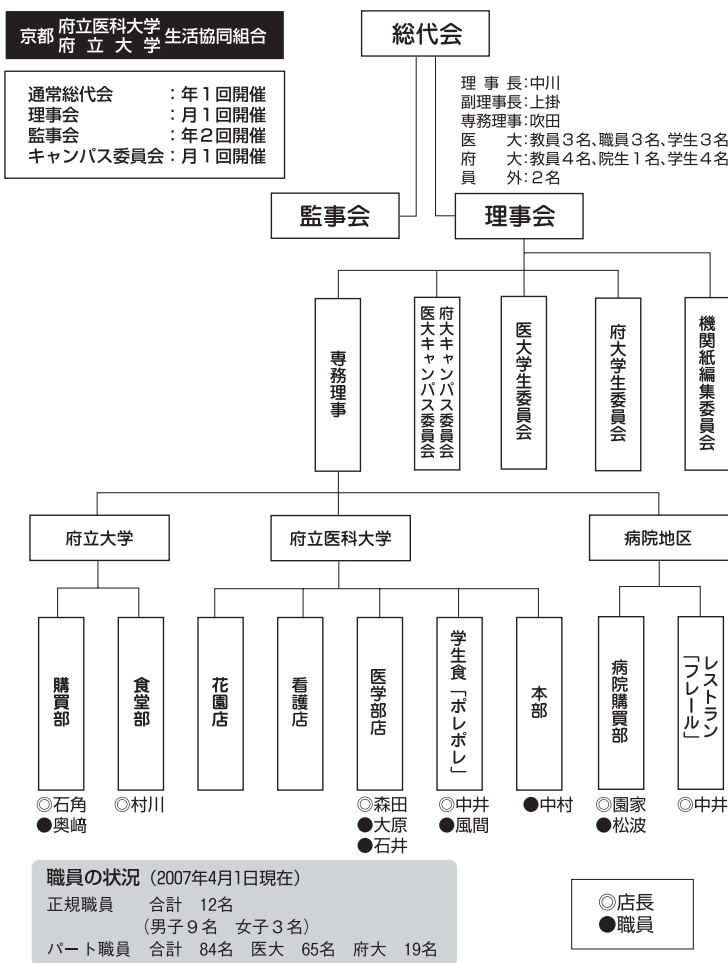 京都 府立医科大学 府立大学 生活協同組合
総代会
通常総代会 ：年1回開催
理事会 ：月1回開催
監事会 ：年2回開催
キャンパス委員会：月1回開催
理事長：中川
副理事長：上掛
専務理事：吹田
医大：教員3名、職員3名、学生3名
府大：教員4名、院生1名、学生4名
員外：2名
監事会
理事会
専務理事
府大キャンパス委員会
医大キャンパス委員会
医大学生委員会
府大学生委員会
機関紙編集委員会
府立大学
府立医科大学
病院地区
購買部
食堂部
花園店
看護店
医学部店
学生食「ポレポレ」
本部
病院購買部
レストラン
「フレール」
◎石角
●奥﨑
◎村川
◎森田
●大原
●石井
◎中井
●風間
●中村
◎園家
●松波
◎中井
職員の状況（2007年4月1日現在）
正規職員 合計 12名
（男子9名 女子3名）
パート職員 合計 84名 医大 65名 府大 19名
◎店長
●職員